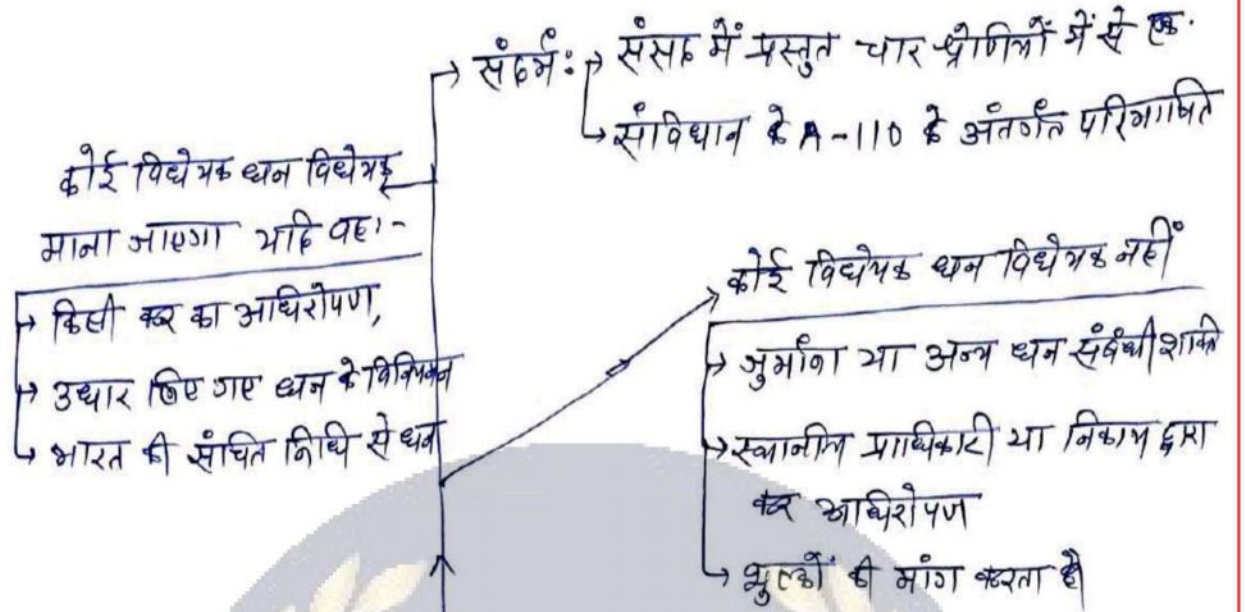 संदर्भ: → संसद में प्रस्तुत चार श्रेणियों में से एक.
→ संविधान के A-110 के अंतर्गत परिभाषित
कोई विधेयक धन विधेयक
माना जाएगा यदि वह:-
→ किसी कर का अधिरोपण,
→ उधार लिए गए धन के विनियमन
→ भारत की संचित निधि से धन
कोई विधेयक धन विधेयक नहीं
→ जुर्माना या अन्य धन संबंधी शक्ति
→ स्थानीय प्राधिकारी या निकाय द्वारा
कर अधिरोपण
→ शुल्कों की मांग करता है